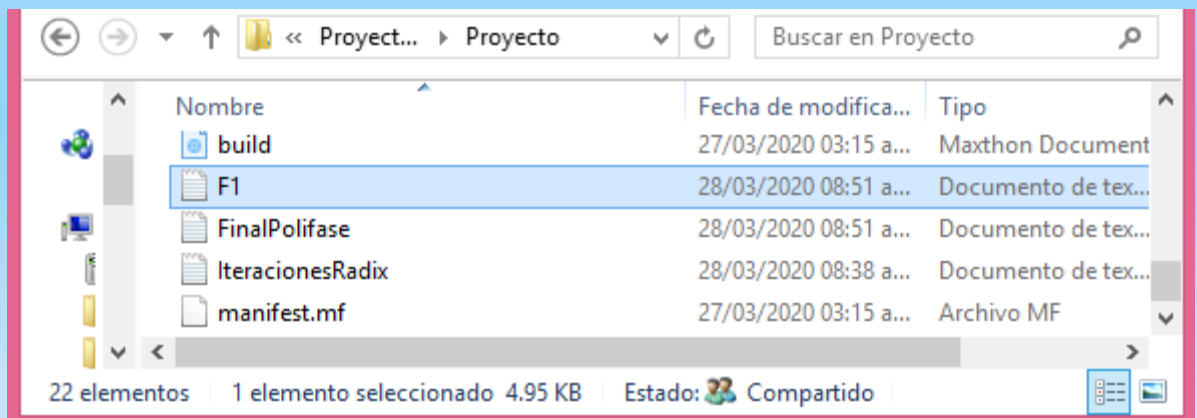 « Proyect... Proyecto Buscar en Proyecto
Nombre Fecha de modifica... Tipo
build 27/03/2020 03:15 a... Maxthon Document
F1 28/03/2020 08:51 a... Documento de tex...
FinalPolifase 28/03/2020 08:51 a... Documento de tex...
IteracionesRadix 28/03/2020 08:38 a... Documento de tex...
manifest.mf 27/03/2020 03:15 a... Archivo MF
22 elementos 1 elemento seleccionado 4.95 KB Estado: Compartido